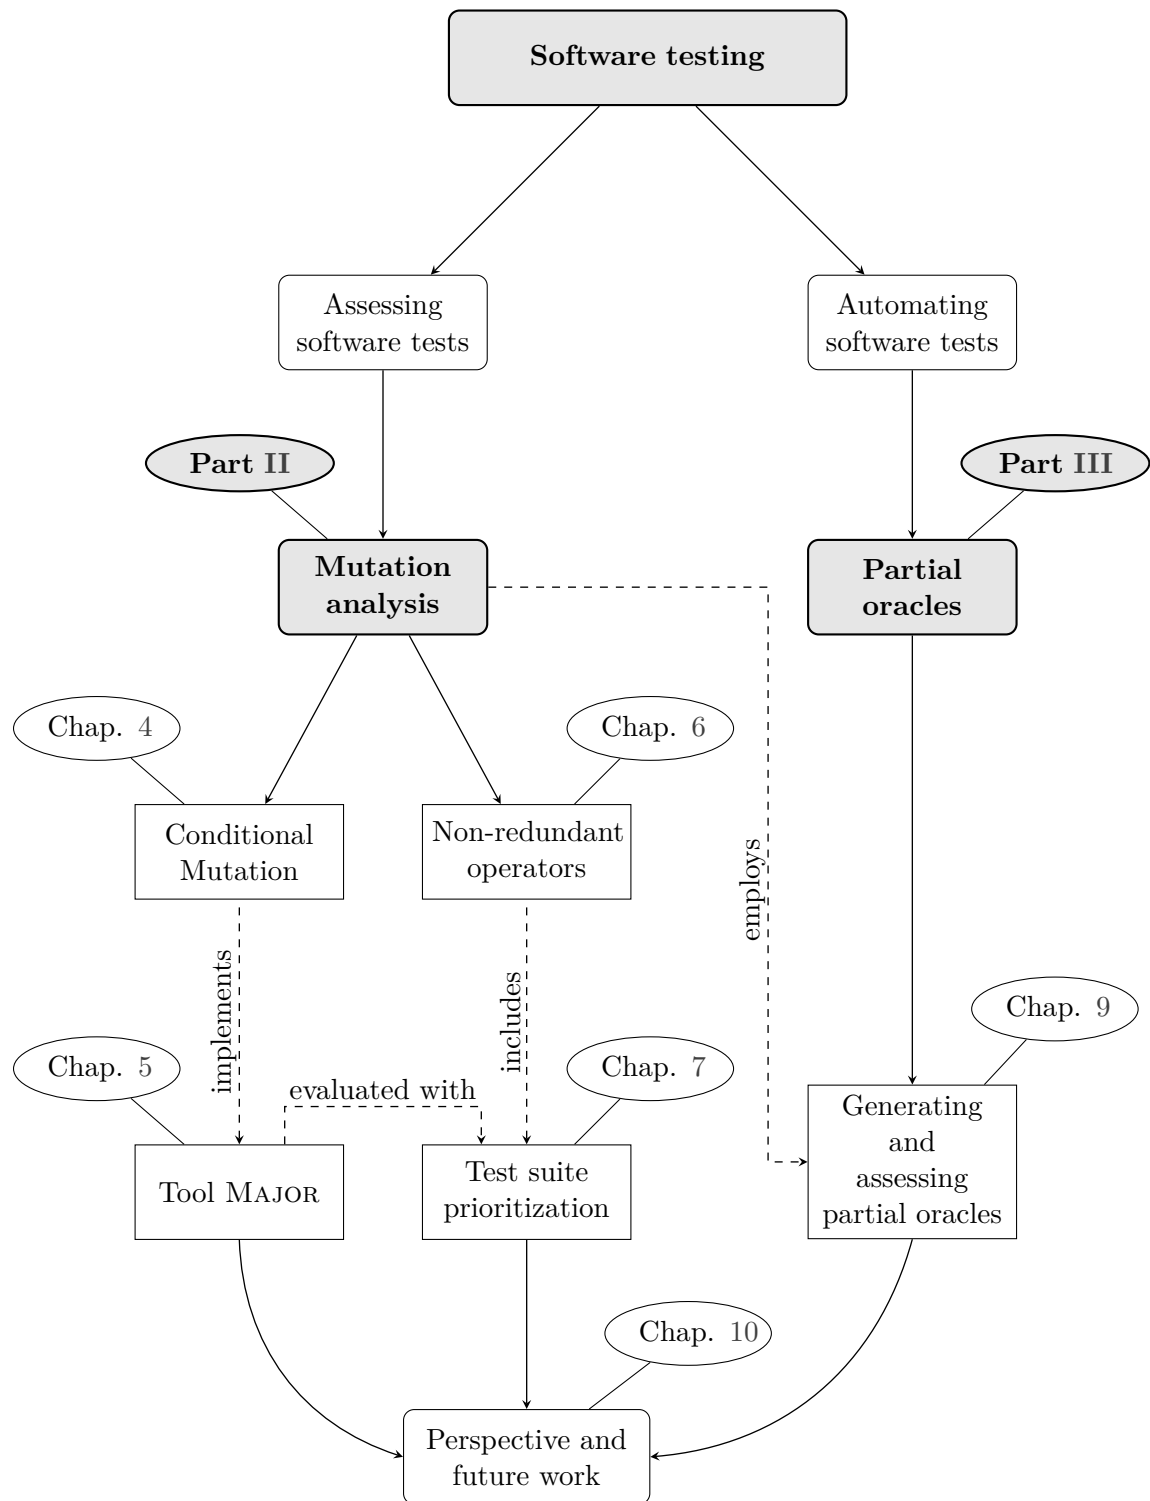 Software testing
Assessing
software tests
Automating
software tests
Part II
Part III
Mutation
analysis
Partial
oracles
Chap. 4
Chap. 6
Conditional
Mutation
Non-redundant
operators
employs
implements
includes
Chap. 9
Chap. 5
Chap. 7
evaluated with
Generating
and
assessing
partial oracles
Tool MAJOR
Test suite
prioritization
Chap. 10
Perspective and
future work